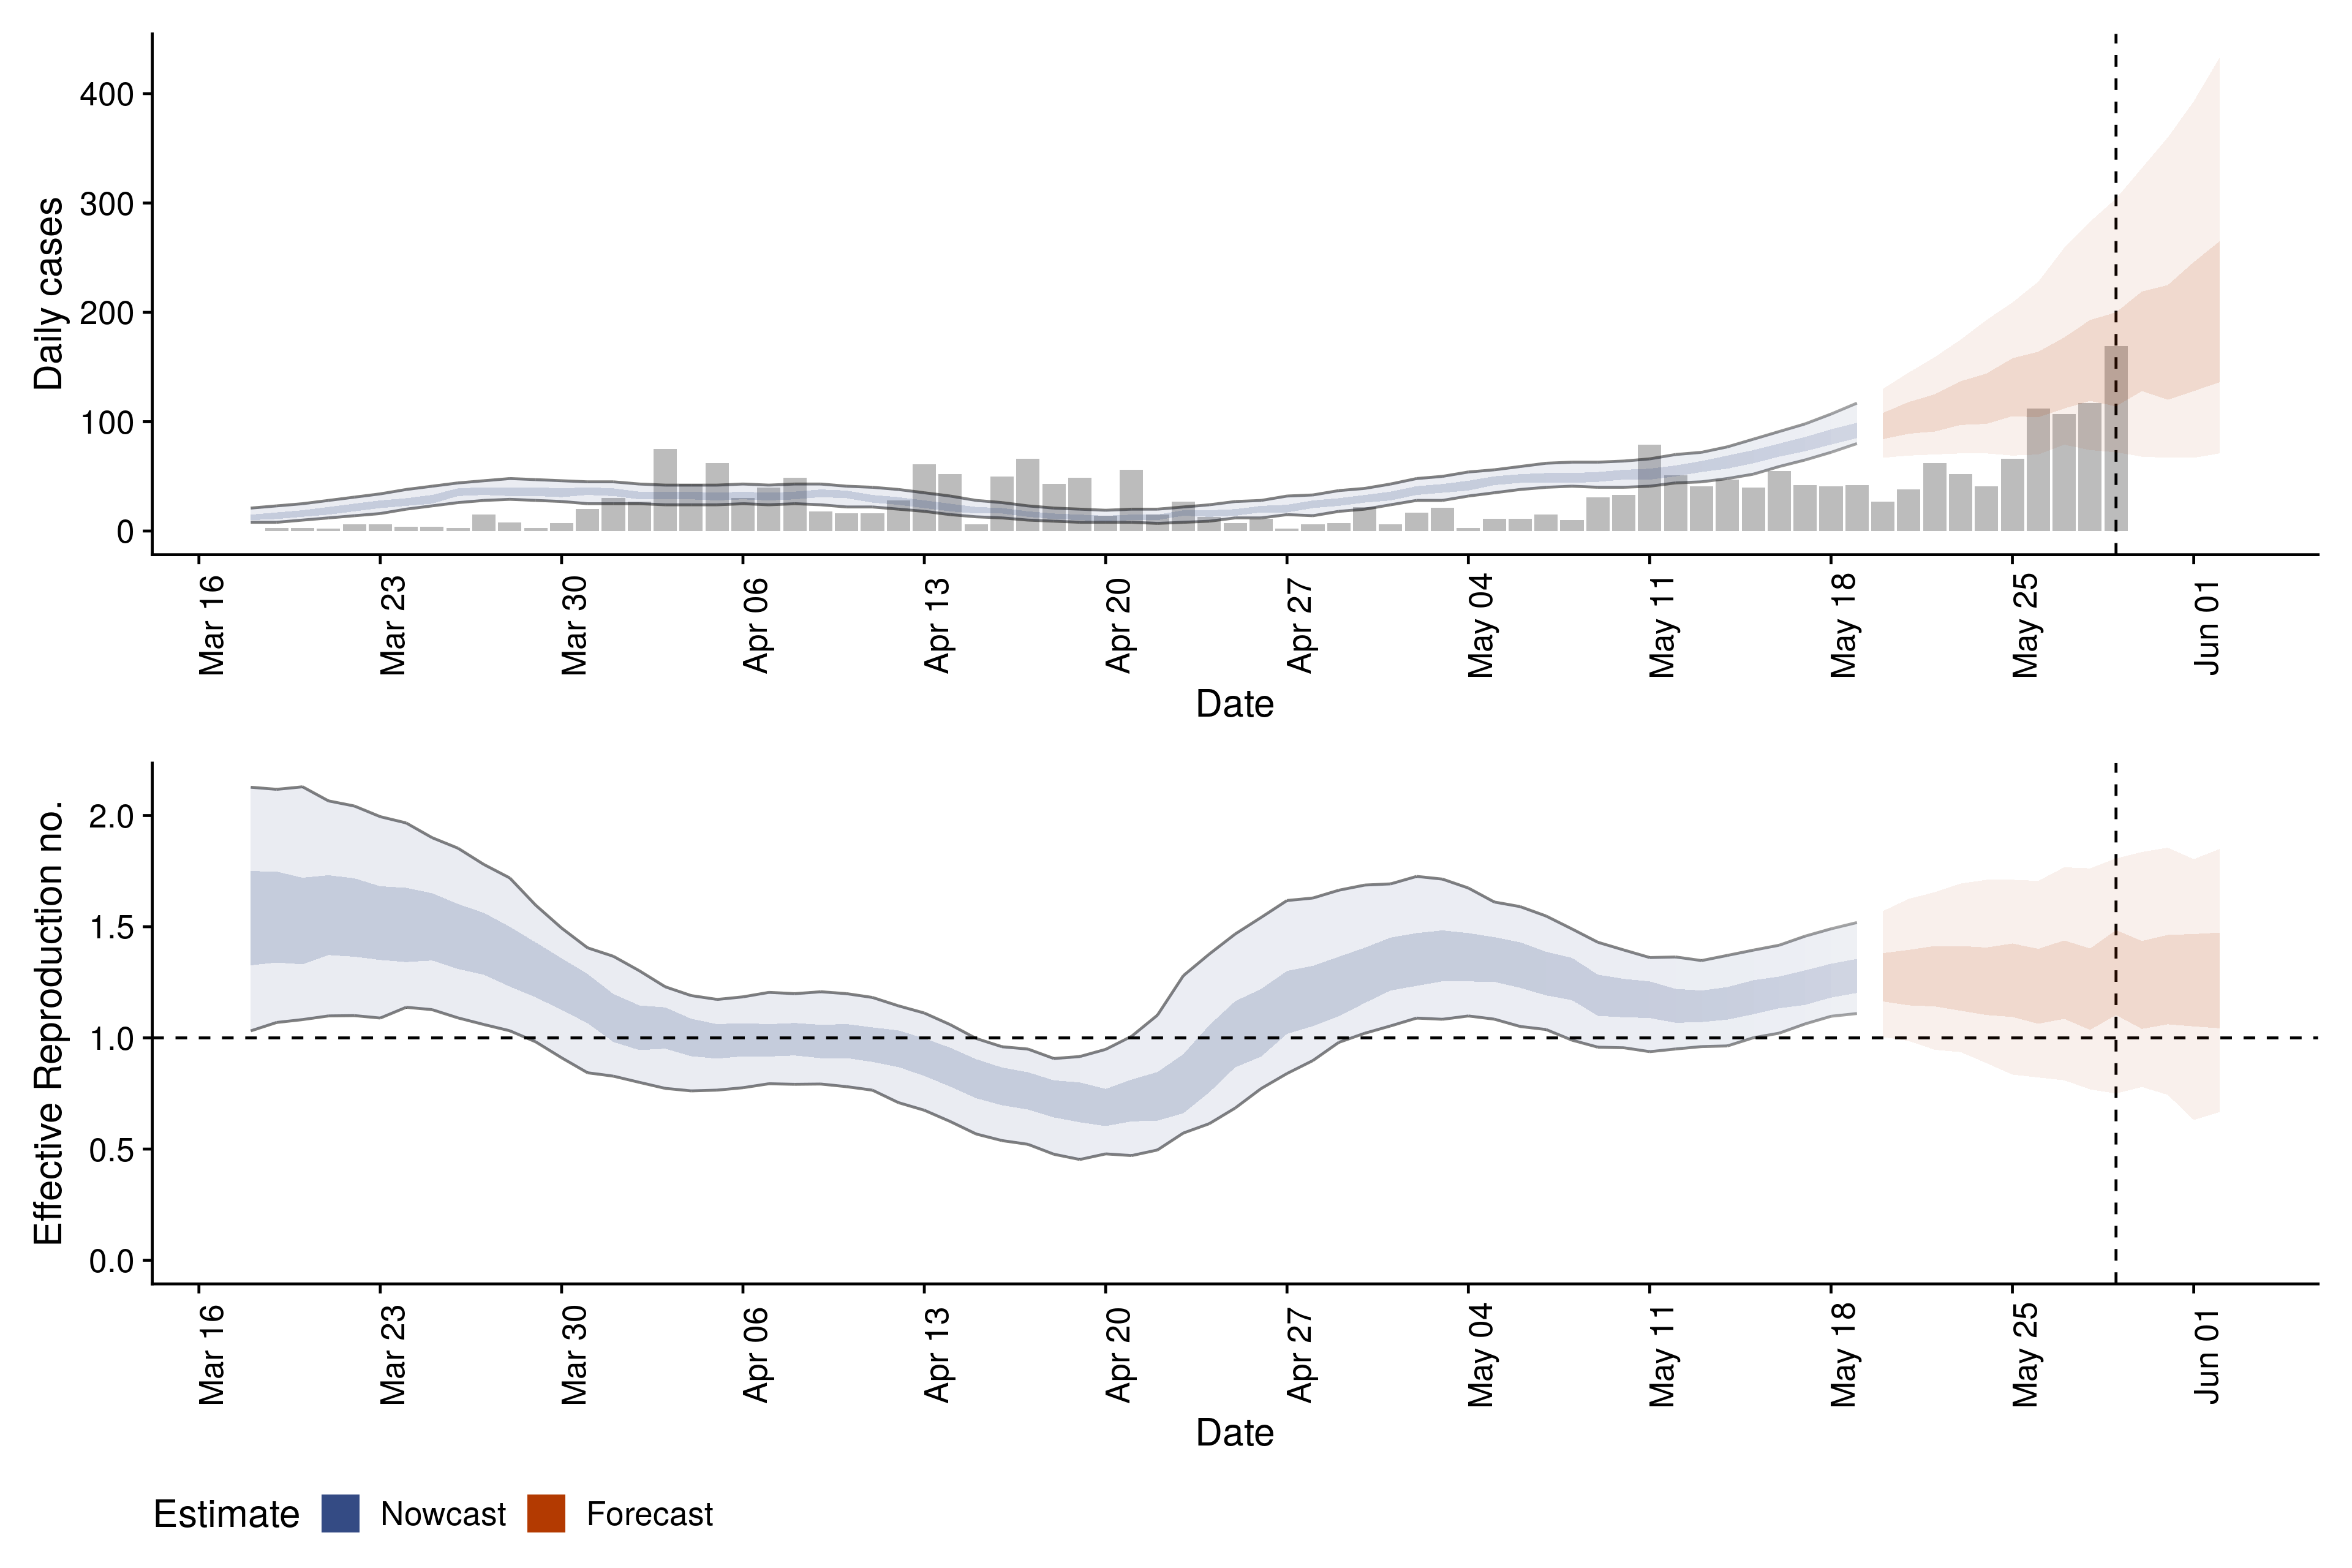 Daily cases
400
300
200
100
0
Mar 16
Mar 23
Mar 30
Apr 06
Apr 13
Apr 20
Apr 27
May 04
May 11
May 18
May 25
Jun 01
Date
Effective Reproduction no.
2.0
1.5
1.0
0.5
0.0
Mar 16
Mar 23
Mar 30
Apr 06
Apr 13
Apr 20
Apr 27
May 04
May 11
May 18
May 25
Jun 01
Date
Estimate Nowcast Forecast